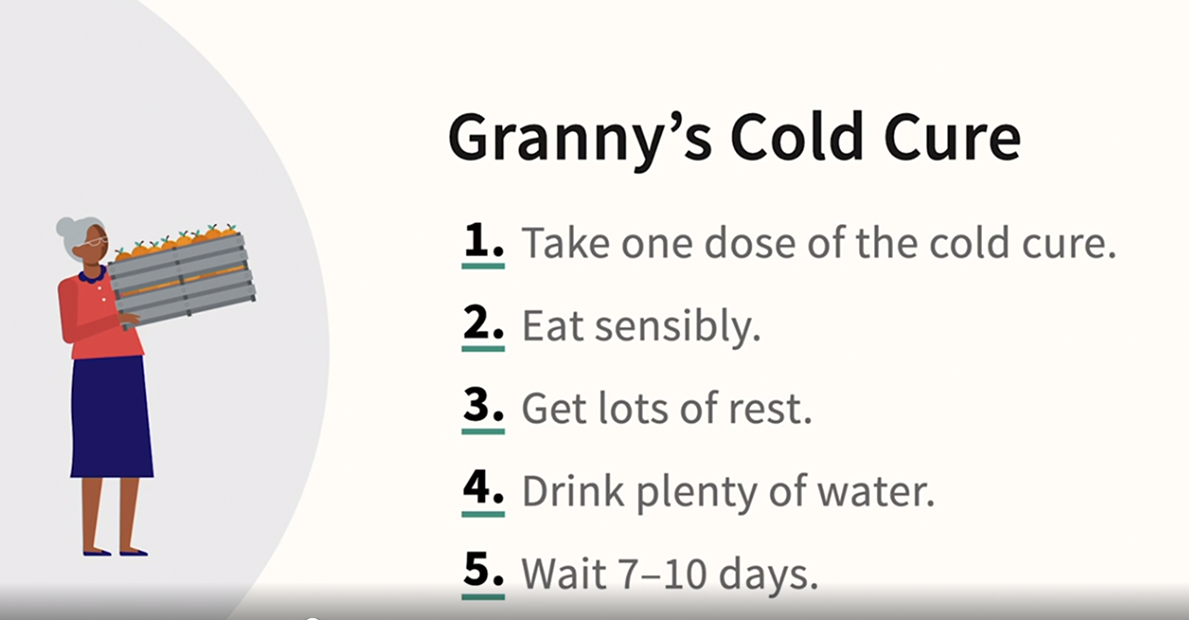 Granny’s Cold Cure
1. Take one dose of the cold cure.
2. Eat sensibly.
3. Get lots of rest.
4. Drink plenty of water.
5. Wait 7–10 days.